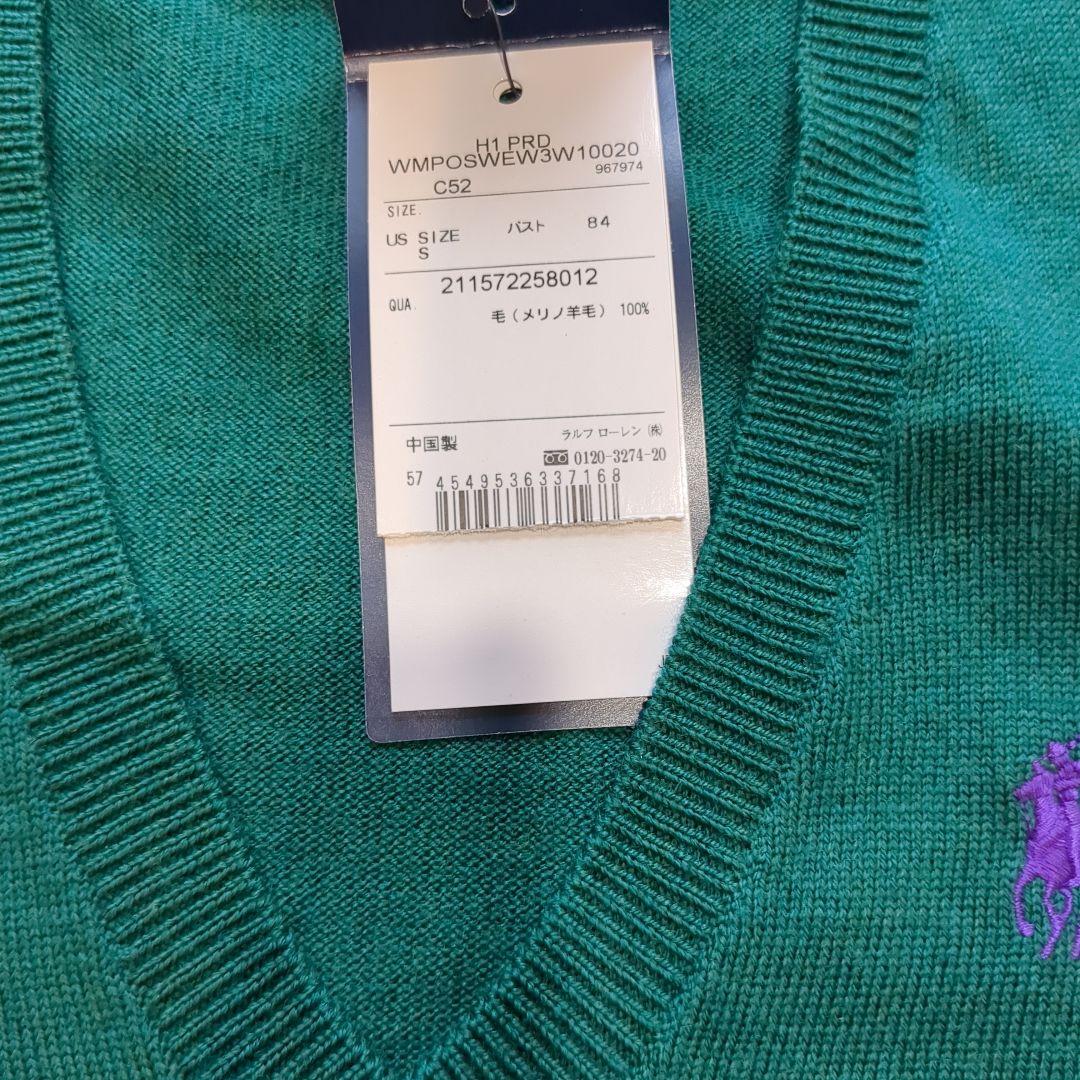 H1 PRD
WMPOSWEW3W10020
967974
C52
SIZE.
US SIZE バスト 84
S
211572258012
QUA.
毛（メリノ羊毛） 100%
中国製 ラルフ ローレン ㈱
0120-3274-20
57 4549536337168